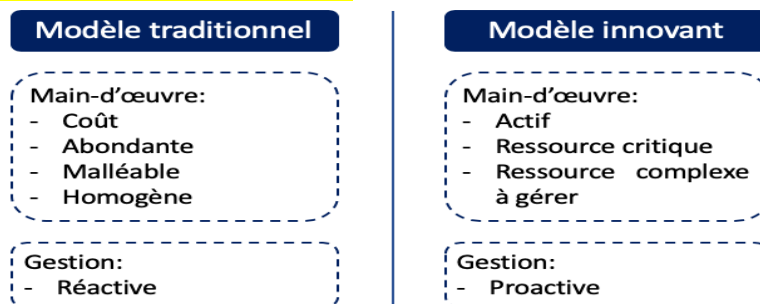 Modèle traditionnel
Main-d'œuvre:
- Coût
- Abondante
- Malléable
- Homogène
Gestion:
- Réactive
Modèle innovant
Main-d'œuvre:
- Actif
- Ressource critique
- Ressource complexe
à gérer
Gestion:
- Proactive